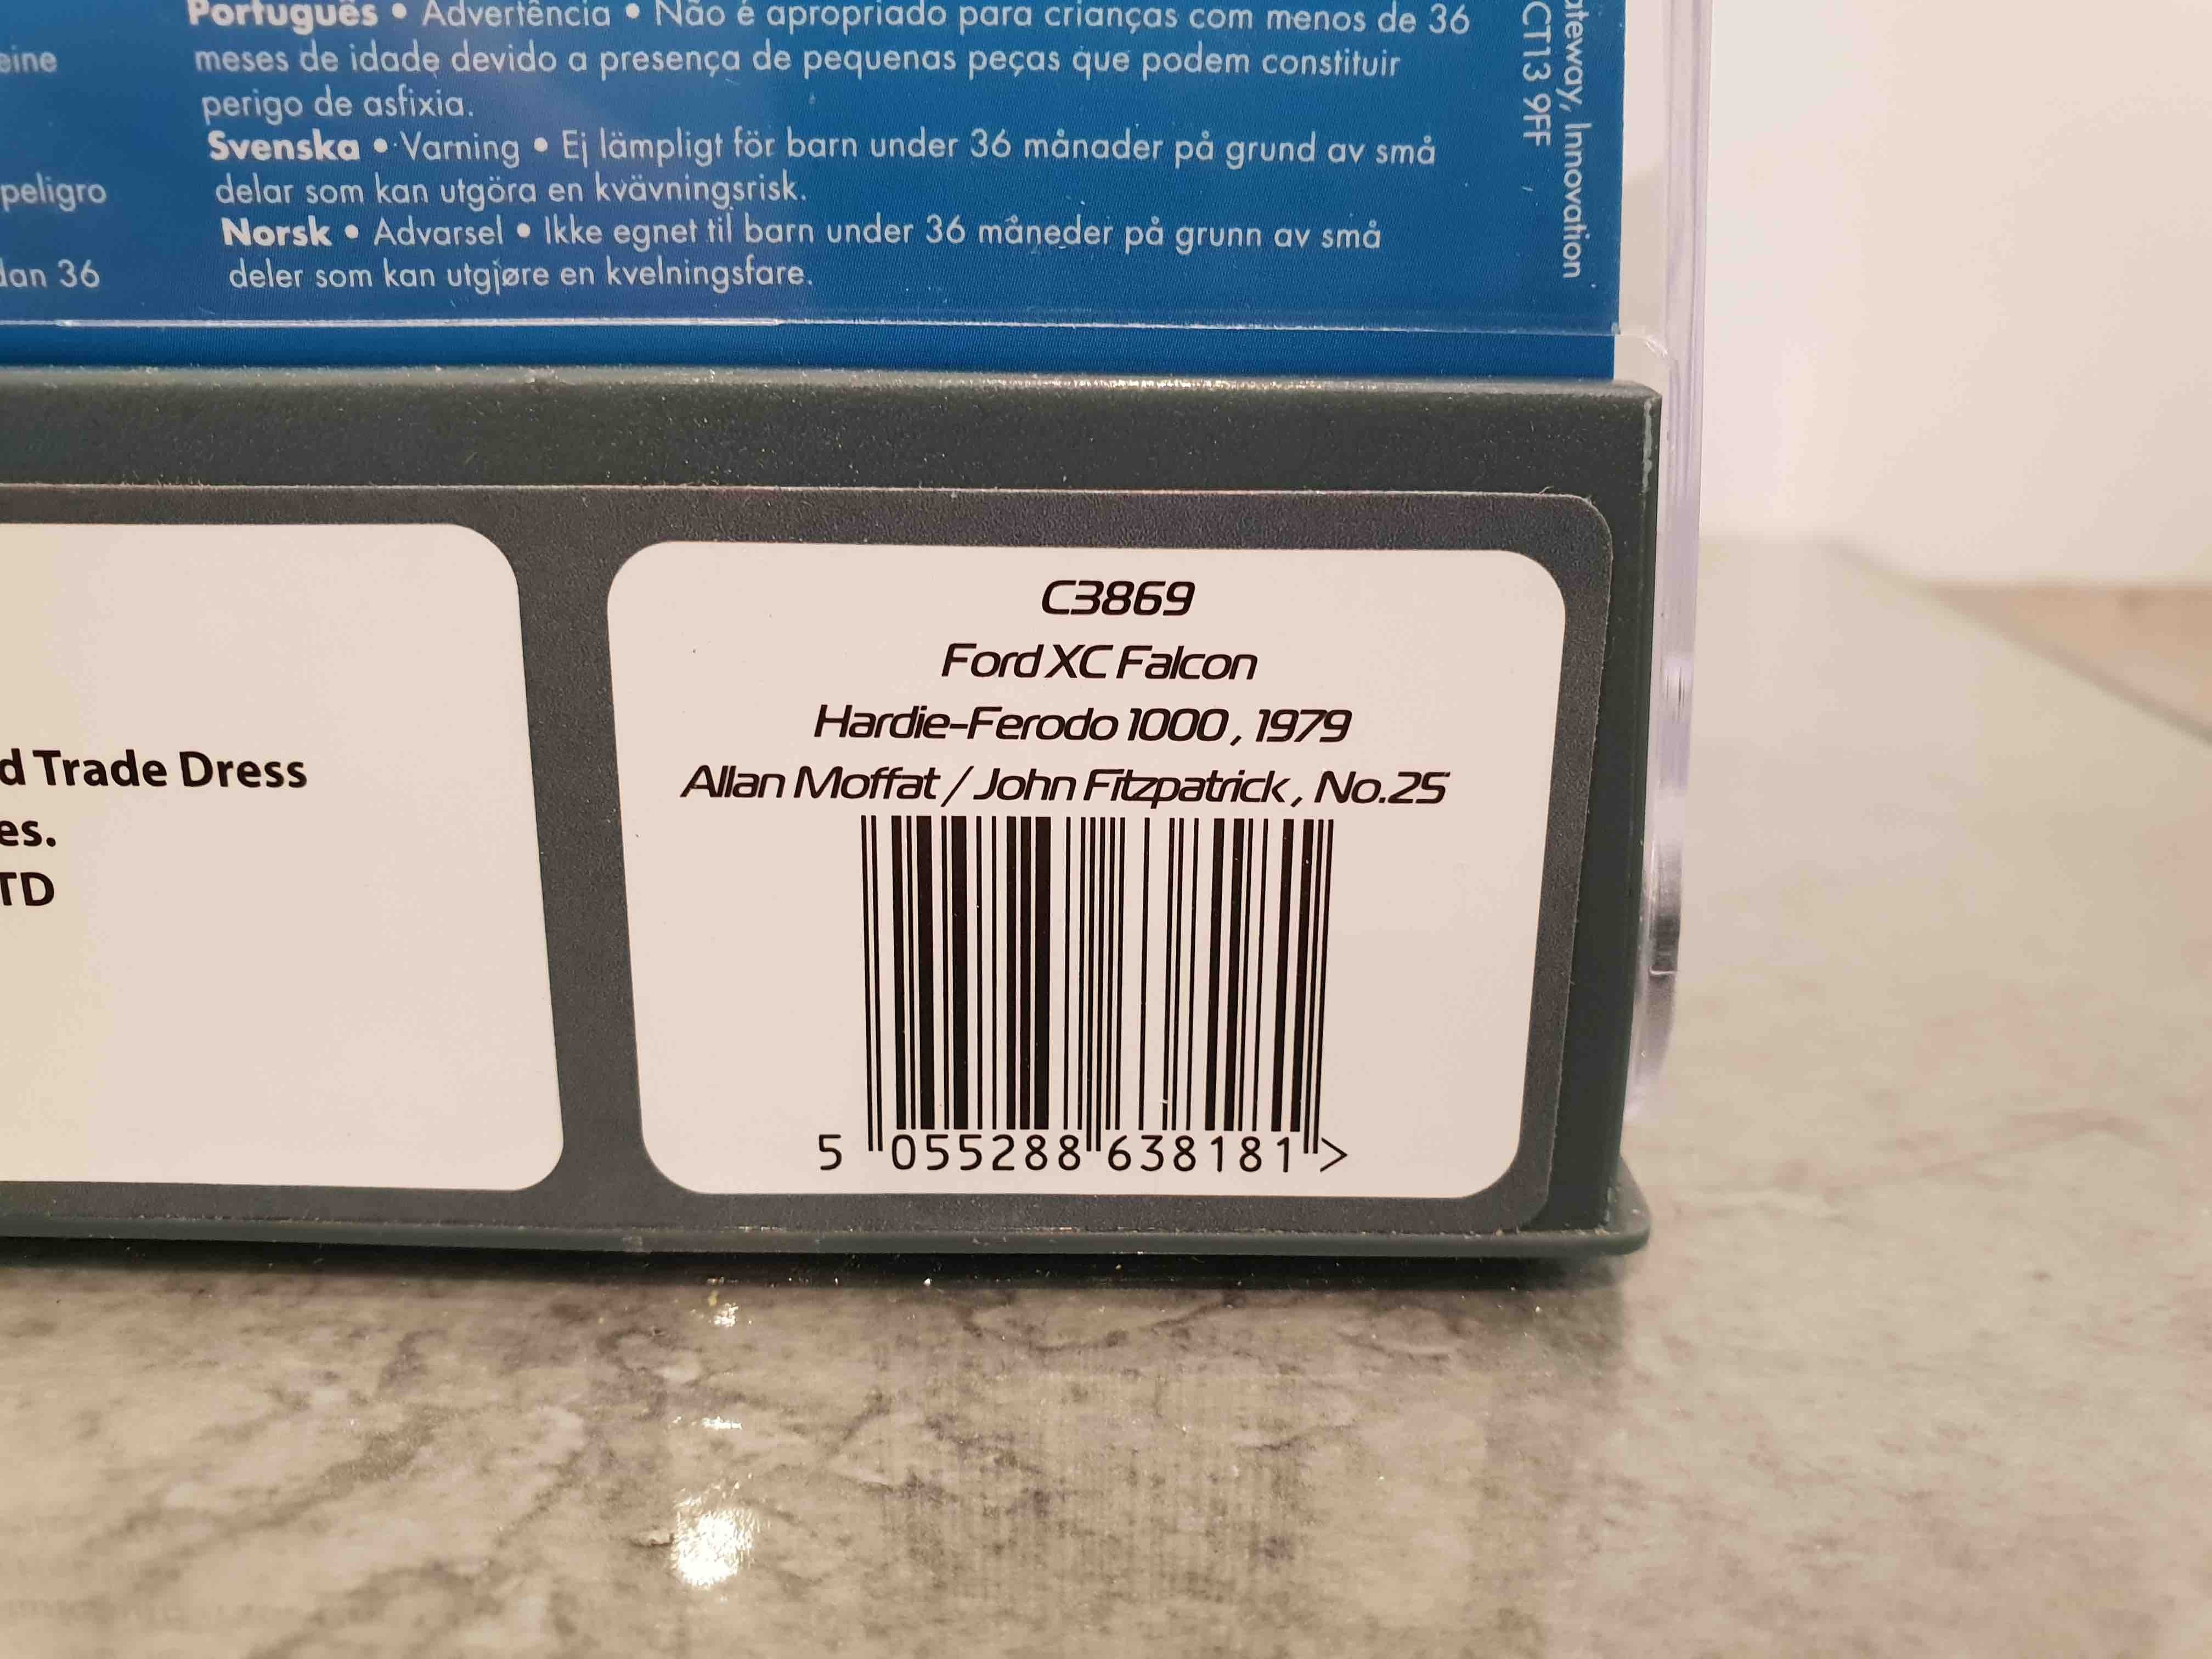 Português • Advertência • Não é apropriado para crianças com menos de 36
meses de idade devido a presença de pequenas peças que podem constituir
perigo de asfixia.
Svenska • Varning • Ej lämpligt för barn under 36 månader på grund av små
delar som kan utgöra en kvävningsrisk.
Norsk • Advarsel • Ikke egnet til barn under 36 måneder på grunn av små
deler som kan utgjøre en kvelningsfare.
eine
peligro
dan 36
ateway, Innovation
CT13 9FF
d Trade Dress
es.
TD
C3869
Ford XC Falcon
Hardie-Ferodo 1000, 1979
Allan Moffat / John Fitzpatrick, No.25
5 055288 638181 >